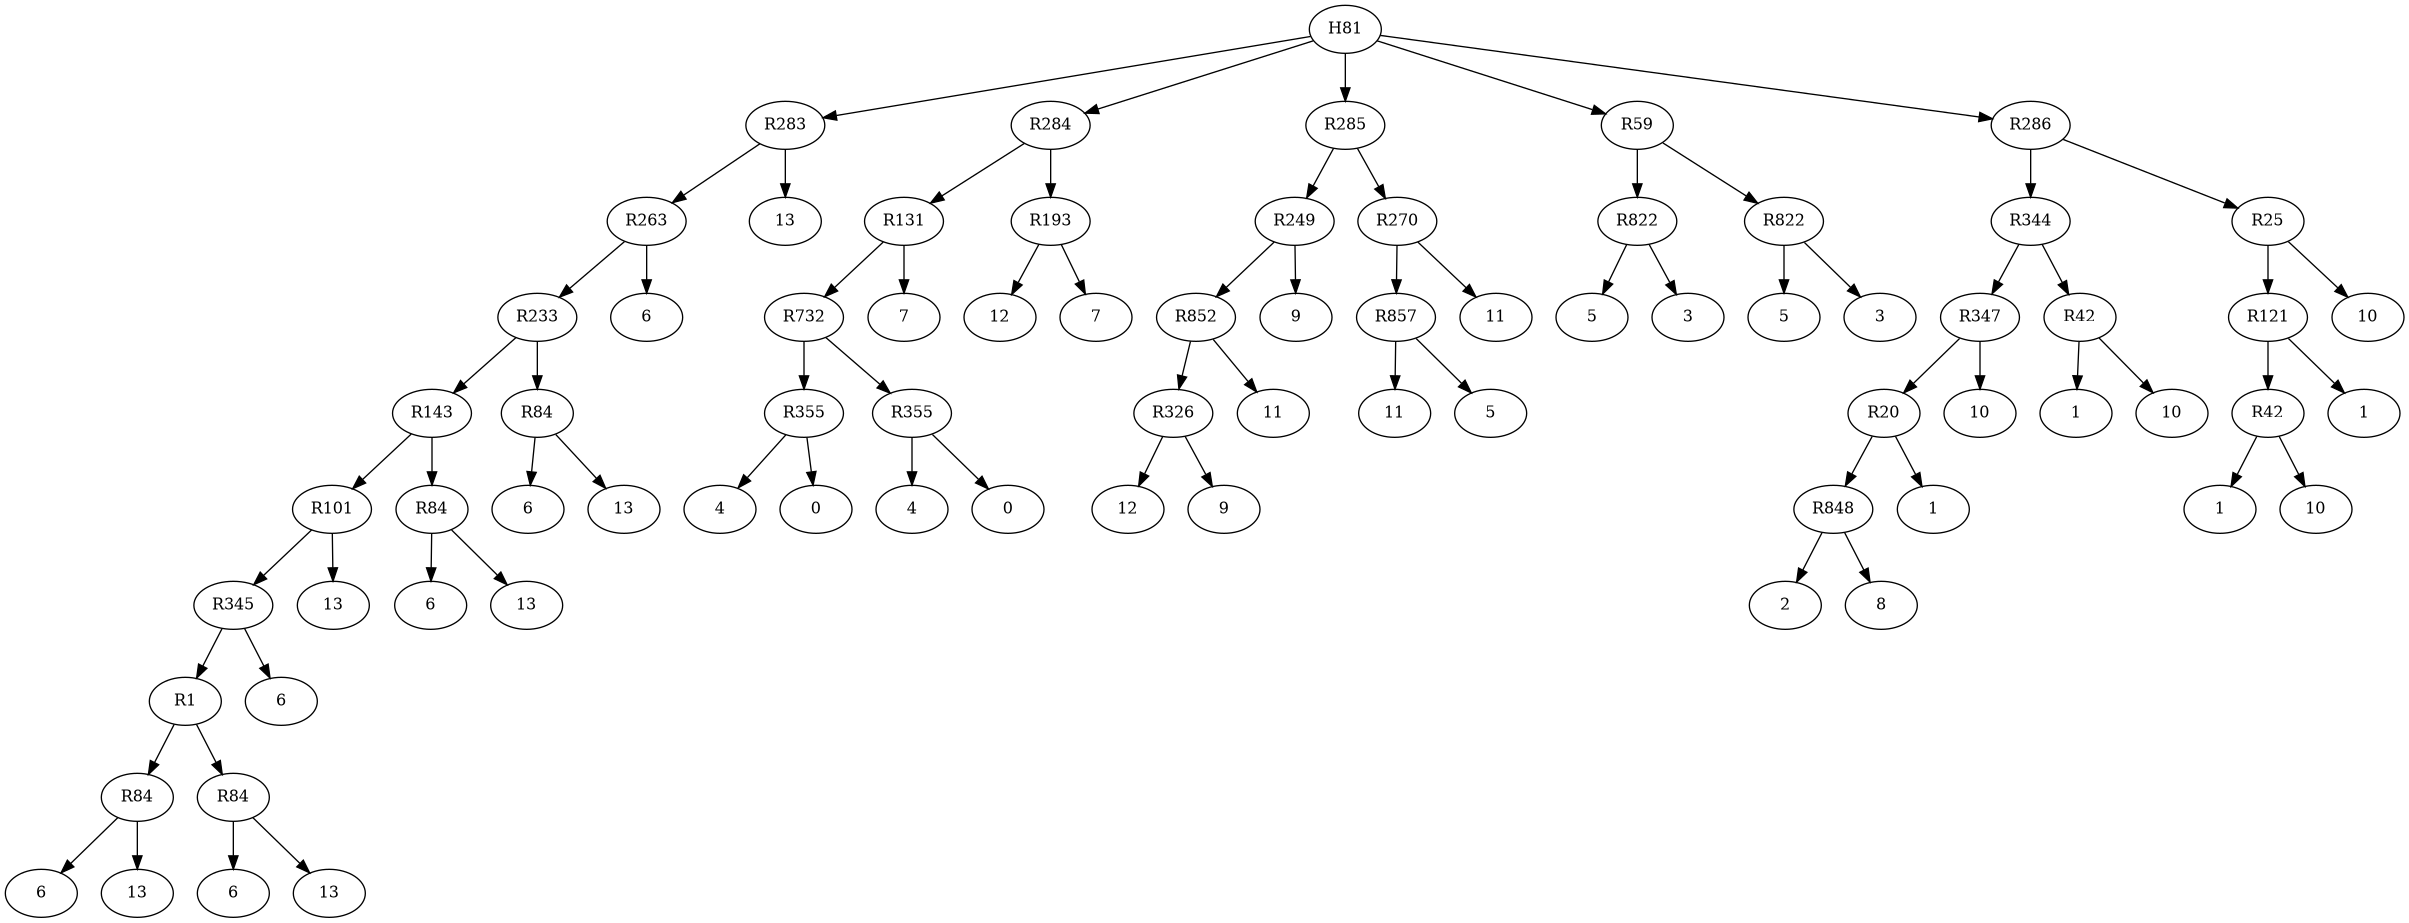 H81
R283 R284 R285 R59 R286
R263 13 R131 R193 R249 R270 R822 R822 R344 R25
R233 6 R732 7 12 7 R852 9 R857 11 5 3 5 3 R347 R42 R121 10
R143 R84 R355 R355 R326 11 11 5 R20 10 1 10 R42 1
R101 R84 6 13 4 0 4 0 12 9 R848 1 1 10
R345 13 6 13 2 8
R1 6
R84 R84
6 13 6 13